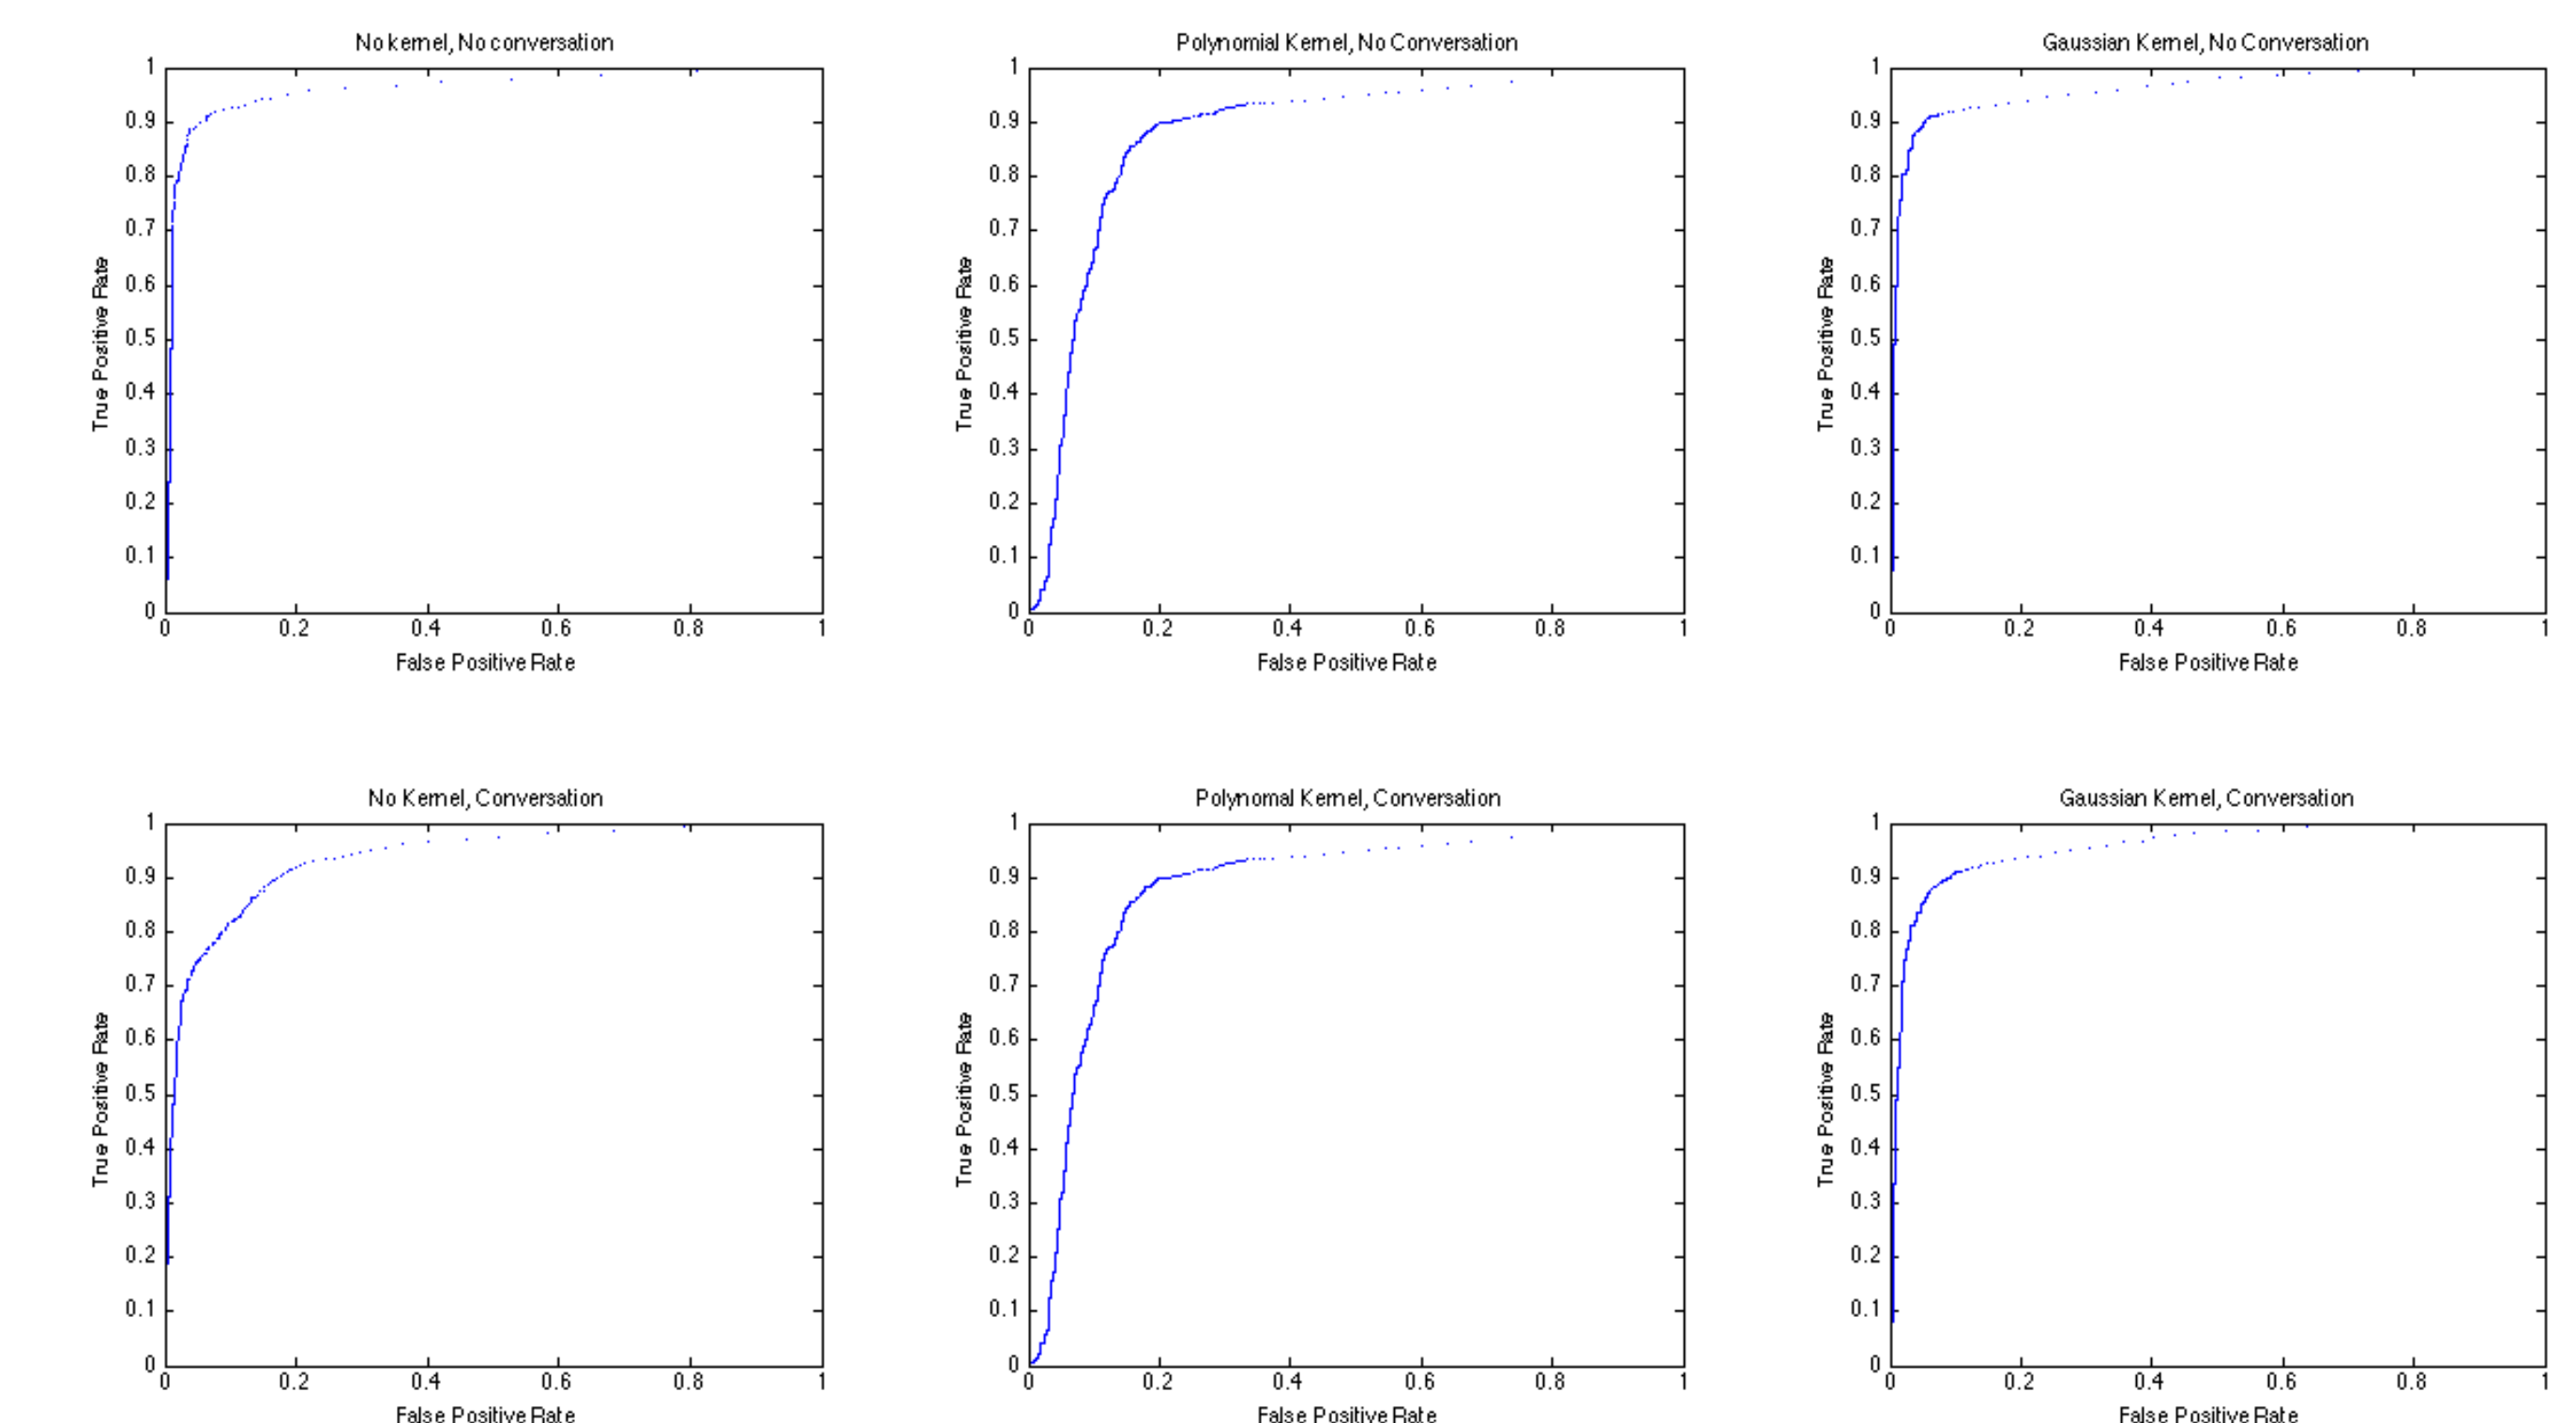 No kernel, No conversation
Polynomial Kernel, No Conversation
Gaussian Kernel, No Conversation
1
0.9
0.8
0.7
0.6
0.5
0.4
0.3
0.2
0.1
0
True Positive Rate
0 0.2 0.4 0.6 0.8 1
False Positive Rate
1
0.9
0.8
0.7
0.6
0.5
0.4
0.3
0.2
0.1
0
True Positive Rate
0 0.2 0.4 0.6 0.8 1
False Positive Rate
1
0.9
0.8
0.7
0.6
0.5
0.4
0.3
0.2
0.1
0
True Positive Rate
0 0.2 0.4 0.6 0.8 1
False Positive Rate
No Kernel, Conversation
Polynomal Kernel, Conversation
Gaussian Kernel, Conversation
1
0.9
0.8
0.7
0.6
0.5
0.4
0.3
0.2
0.1
0
True Positive Rate
0 0.2 0.4 0.6 0.8 1
False Positive Rate
1
0.9
0.8
0.7
0.6
0.5
0.4
0.3
0.2
0.1
0
True Positive Rate
0 0.2 0.4 0.6 0.8 1
False Positive Rate
1
0.9
0.8
0.7
0.6
0.5
0.4
0.3
0.2
0.1
0
True Positive Rate
0 0.2 0.4 0.6 0.8 1
False Positive Rate